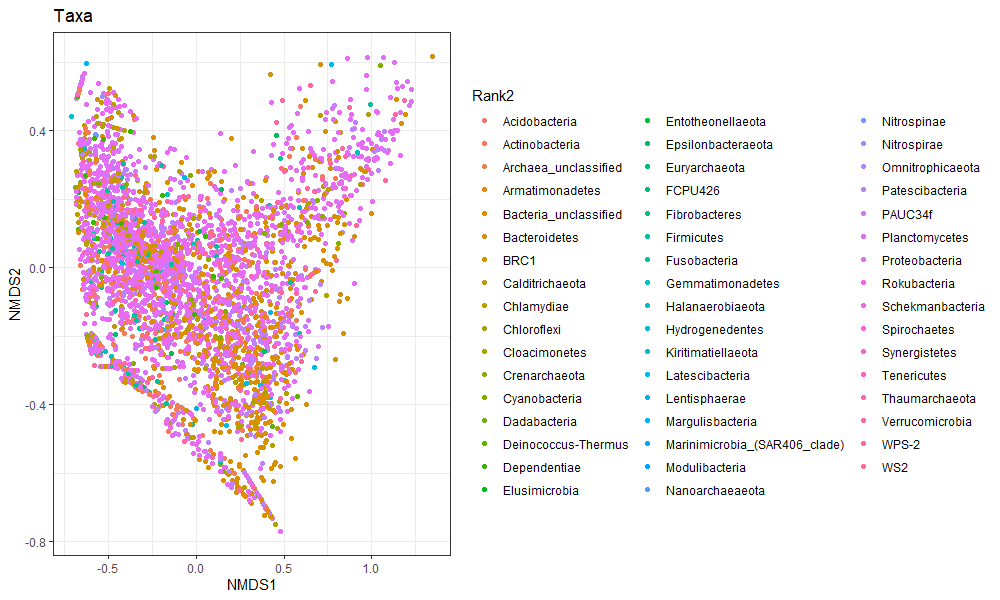 Taxa
0.4
0.0
-0.4
-0.8
NMDS2
-0.5
0.0
0.5
1.0
NMDS1
Rank2
Acidobacteria
Actinobacteria
Archaea_unclassified
Armatimonadetes
Bacteria_unclassified
Bacteroidetes
BRC1
Calditrichaeota
Chlamydiae
Chloroflexi
Cloacimonetes
Crenarchaeota
Cyanobacteria
Dadabacteria
Deinococcus-Thermus
Dependentiae
Elusimicrobia
Entotheonellaeota
Epsilonbacteraeota
Euryarchaeota
FCPU426
Fibrobacteres
Firmicutes
Fusobacteria
Gemmatimonadetes
Halanaerobiaeota
Hydrogenedentes
Kiritimatiellaeota
Latescibacteria
Lentisphaerae
Margulisbacteria
Marinimicrobia_(SAR406_clade)
Modulibacteria
Nanoarchaeaeota
Nitrospinae
Nitrospirae
Omnitrophicaeota
Patescibacteria
PAUC34f
Planctomycetes
Proteobacteria
Rokubacteria
Schekmanbacteria
Spirochaetes
Synergistetes
Tenericutes
Thaumarchaeota
Verrucomicrobia
WPS-2
WS2